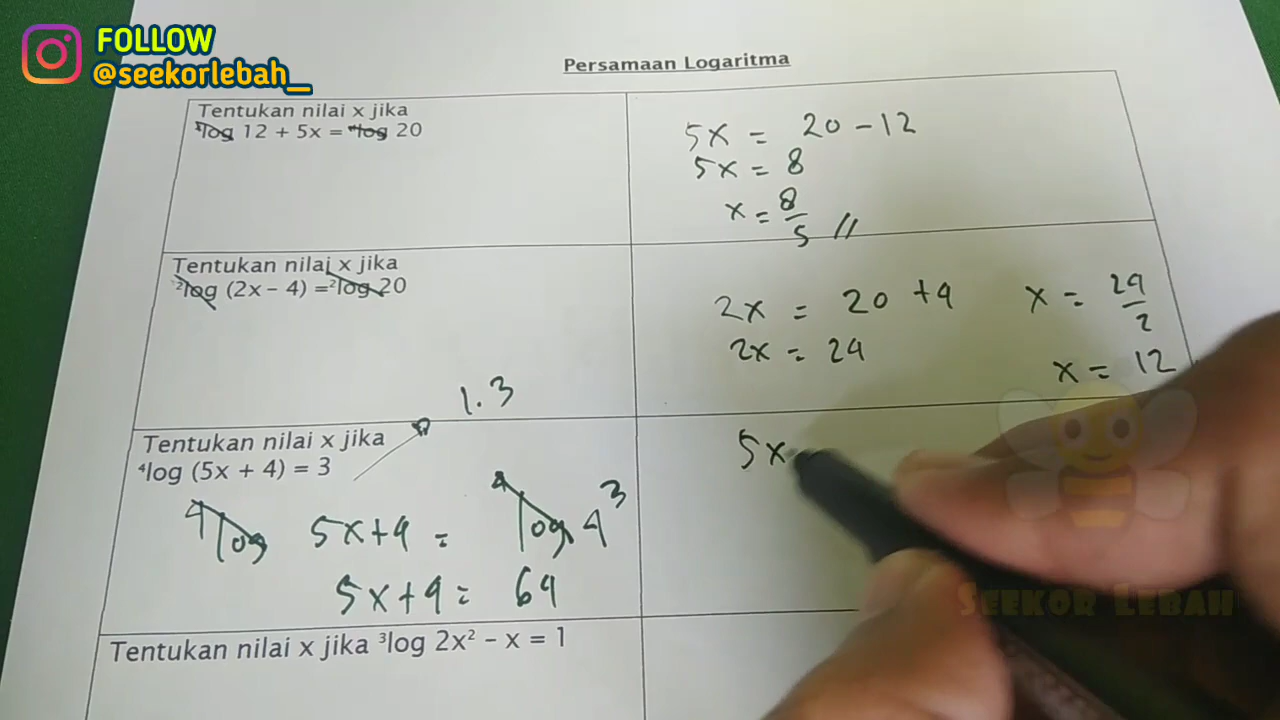 FOLLOW
@seekorlebah_
Persamaan Logaritma
Tentukan nilai x jika
log 12 + 5x = log 20
5x = 20 - 12
5x = 8
x = 8/5 //
Tentukan nilai x jika
²log (2x – 4) = ²log 20
2x = 20 + 4
2x = 24
x = 24/2
x = 12
Tentukan nilai x jika
⁴log (5x + 4) = 3
1.3
⁴log 5x+4 = ⁴log 4³
5x+4 = 64
5x
SEEKOR LEBAH
Tentukan nilai x jika ³log 2x² – x = 1